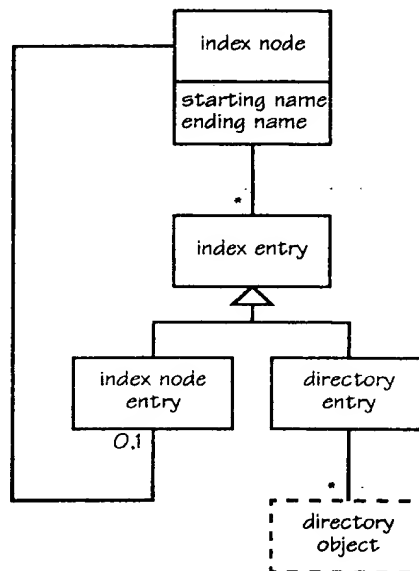 index node
starting name
ending name
*
index entry
index node
entry
directory
entry
0,1
*
directory
object